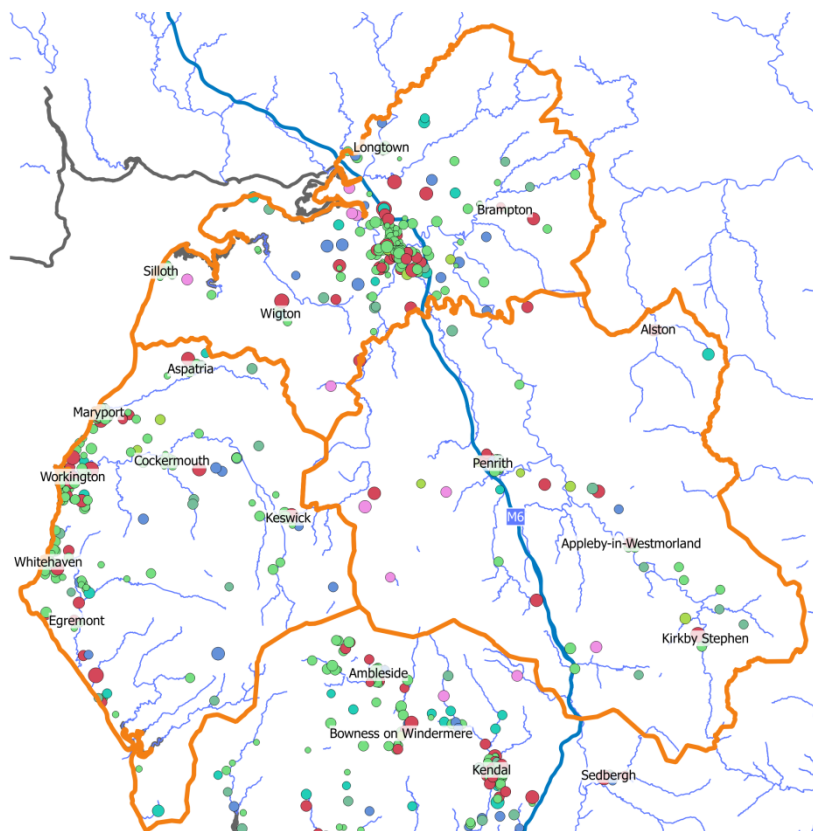 Longtown
Brampton
Silloth
Wigton
Alston
Aspatria
Maryport
Cockermouth
Penrith
Workington
Keswick
M6
Appleby-in-Westmorland
Whitehaven
Egremont
Kirkby Stephen
Ambleside
Bowness on Windermere
Kendal
Sedbergh